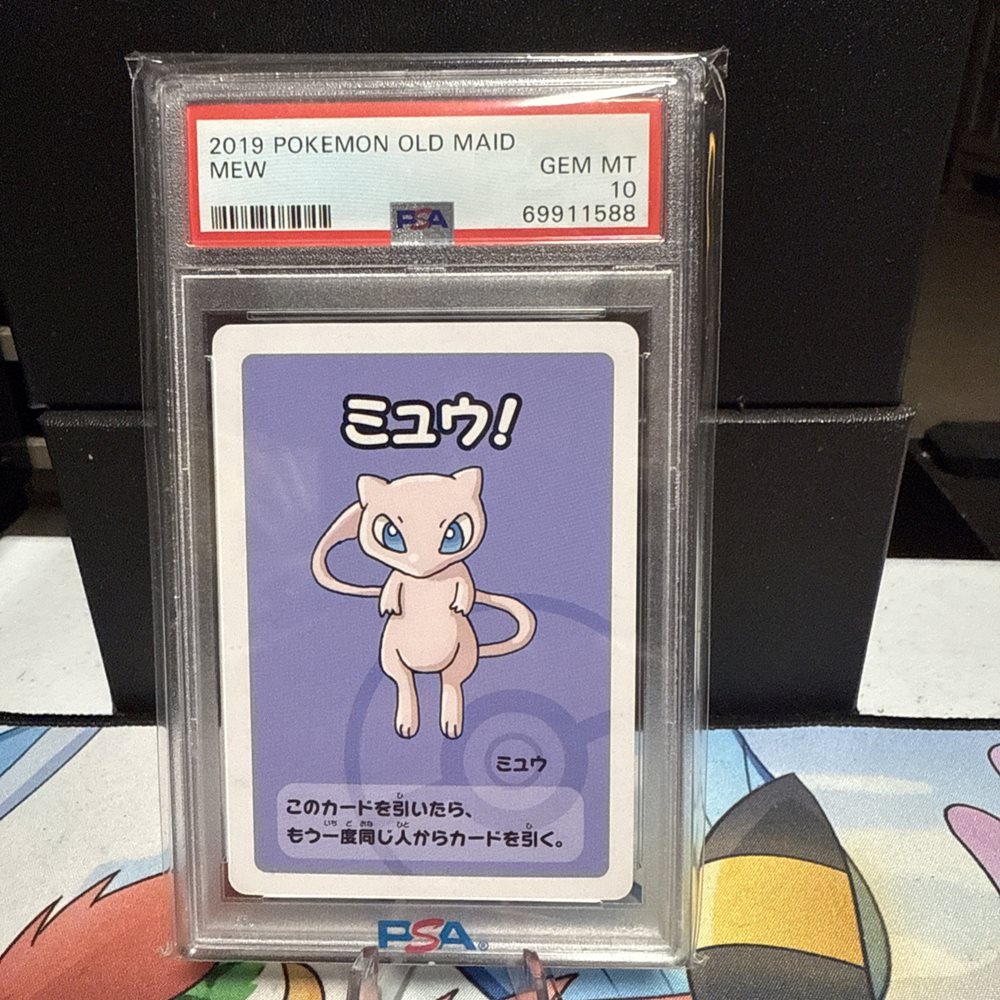 2019 POKEMON OLD MAID
MEW
GEM MT
10
PSA
69911588
ミュウ!
ミュウ
このカードを引いたら、
もう一度同じ人からカードを引く。
PSA